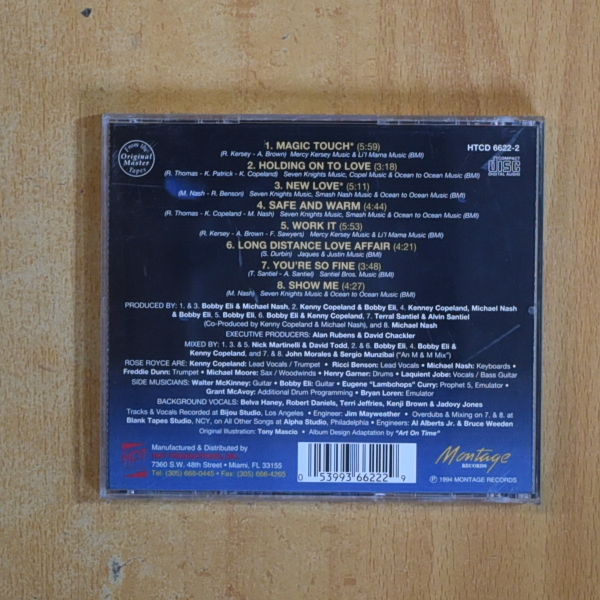 From the
Original
Master
Tapes
HTCD 6622-2
COMPACT
disc
DIGITAL AUDIO
1. MAGIC TOUCH* (5:59)
(R. Kersey - A. Brown) Mercy Kersey Music & Li'l Mama Music (BMI)
2. HOLDING ON TO LOVE (3:18)
(R. Thomas - K. Patrick - K. Copeland) Seven Knights Music, Copel Music & Ocean to Ocean Music (BMI)
3. NEW LOVE* (5:11)
(M. Nash - R. Benson) Seven Knights Music, Smash Nash Music & Ocean to Ocean Music (BMI)
4. SAFE AND WARM (4:44)
(R. Thomas - K. Copeland - M. Nash) Seven Knights Music, Smash Music & Ocean to Ocean Music (BMI)
5. WORK IT (5:53)
(R. Kersey - A. Brown - F. Sawyers) Mercy Kersey Music & Li'l Mama Music (BMI)
6. LONG DISTANCE LOVE AFFAIR (4:21)
(S. Durbin) Jaques & Justin Music (BMI)
7. YOU'RE SO FINE (3:48)
(T. Santiel - A. Santiel) Santiel Bros. Music (BMI)
8. SHOW ME (4:27)
(M. Nash) Seven Knights Music & Ocean to Ocean Music (BMI)
PRODUCED BY: 1. & 3. Bobby Eli & Michael Nash, 2. Kenny Copeland & Bobby Eli, 4. Kenney Copeland, Michael Nash
& Bobby Eli, 5. Bobby Eli, 6. Bobby Eli & Kenny Copeland, 7. Terral Santiel & Alvin Santiel
(Co-Produced by Kenny Copeland & Michael Nash), and 8. Michael Nash
EXECUTIVE PRODUCERS: Alan Rubens & David Chackler
MIXED BY: 1, 3. & 5. Nick Martinelli & David Todd, 2. & 6. Bobby Eli, 4. Bobby Eli &
Kenny Copeland, and 7. & 8. John Morales & Sergio Munzibai ("An M & M Mix")
ROSE ROYCE ARE: Kenny Copeland: Lead Vocals / Trumpet • Ricci Benson: Lead Vocals • Michael Nash: Keyboards •
Freddie Dunn: Trumpet • Michael Moore: Sax / Woodwinds • Henry Garner: Drums • Laquient Jobe: Vocals / Bass Guitar
SIDE MUSICIANS: Walter McKinney: Guitar • Bobby Eli: Guitar • Eugene "Lambchops" Curry: Prophet 5, Emulator •
Grant McAvoy: Additional Drum Programming • Bryan Loren: Emulator
BACKGROUND VOCALS: Belva Haney, Robert Daniels, Terri Jeffries, Kenji Brown & Jadovy Jones
Tracks & Vocals Recorded at Bijou Studio, Los Angeles • Engineer: Jim Mayweather • Overdubs & Mixing on 7. & 8. at
Blank Tapes Studio, NCY, on All Other Songs at Alpha Studio, Philadelphia • Engineers: Al Alberts Jr. & Bruce Weeden
Original Illustration: Tony Mascio • Album Design Adaptation by "Art On Time"
Manufactured & Distributed by
7360 S.W. 48th Street • Miami, FL 33155
Tel: (305) 666-0445 • Fax: (305) 666-4265
0 53993 66222 9
Montage
RECORDS
Ⓟ 1994 MONTAGE RECORDS